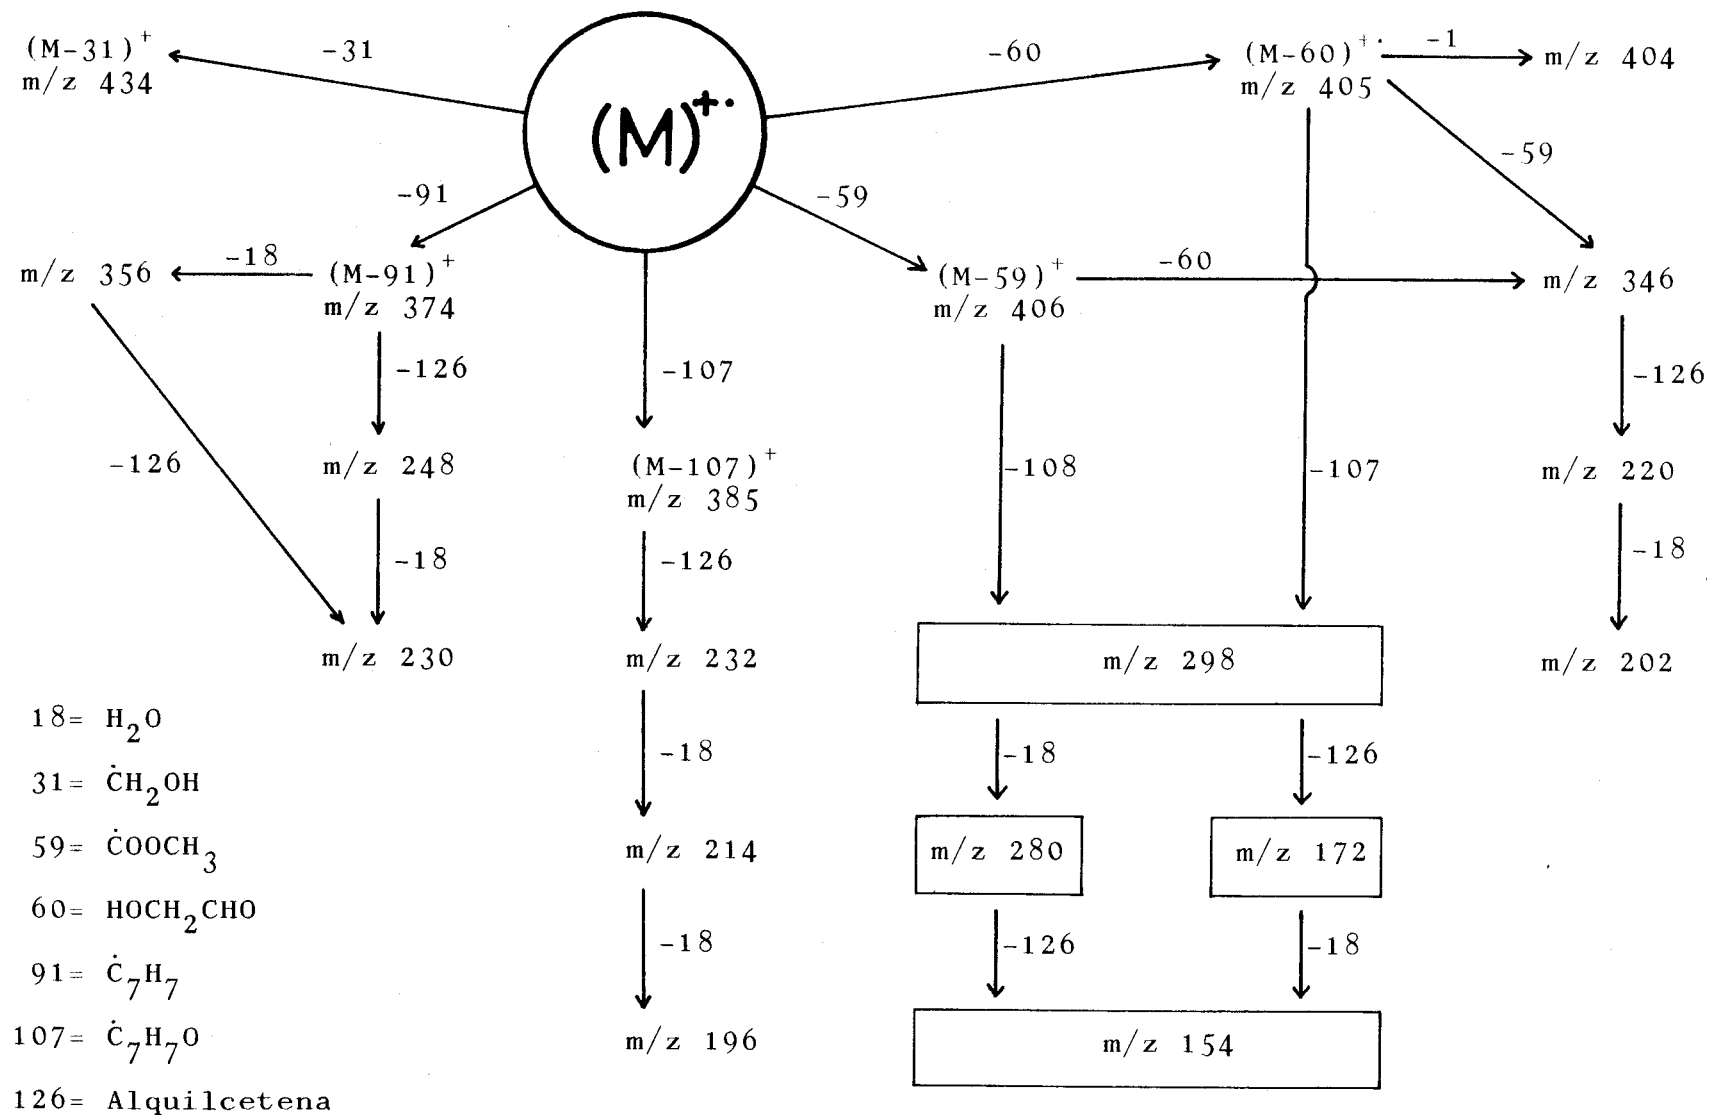 (M-31)+
m/z 434
-31
(M)+·
-60
(M-60)+·
m/z 405
-1
m/z 404
-59
-91
-59
m/z 356
-18
(M-91)+
m/z 374
(M-59)+
m/z 406
-60
m/z 346
-126
-107
-126
-126
m/z 248
(M-107)+
m/z 385
-108
-107
m/z 220
-18
-126
-18
m/z 230
m/z 232
m/z 298
m/z 202
-18
-18
-126
m/z 214
m/z 280
m/z 172
-18
-126
-18
m/z 196
m/z 154
18= H2O
31= ĊH2OH
59= ĊOOCH3
60= HOCH2CHO
91= Ċ7H7
107= Ċ7H7O
126= Alquilcetena